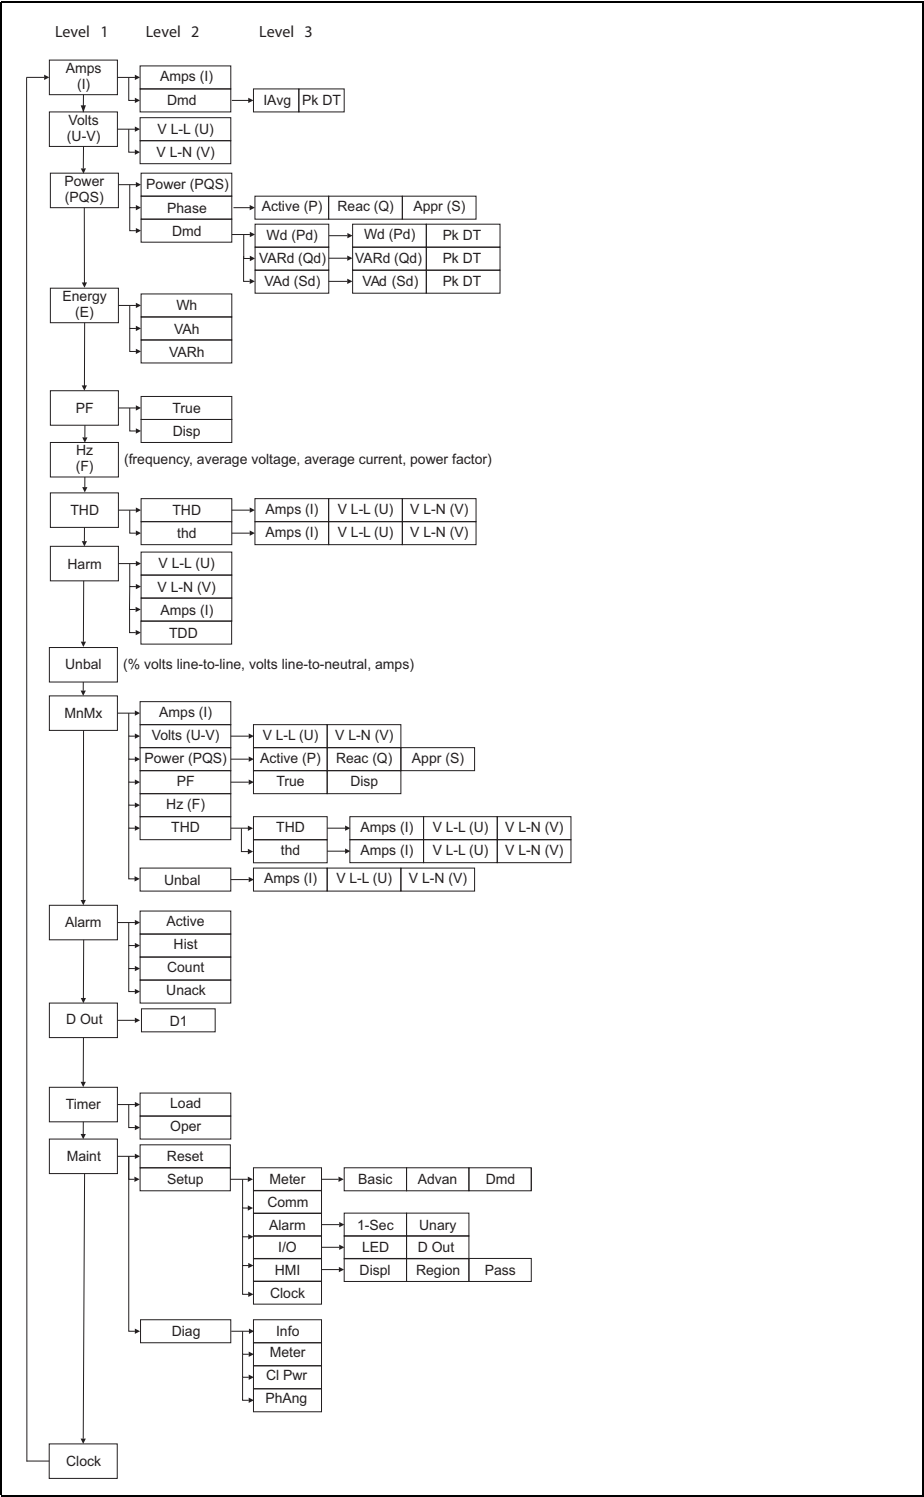 Level 1 Level 2 Level 3
Amps
(I)
Amps (I)
Dmd IAvg Pk DT
Volts
(U-V)
V L-L (U)
V L-N (V)
Power
(PQS)
Power (PQS)
Phase Active (P) Reac (Q) Appr (S)
Dmd Wd (Pd) Wd (Pd) Pk DT
VARd (Qd) VARd (Qd) Pk DT
VAd (Sd) VAd (Sd) Pk DT
Energy
(E)
Wh
VAh
VARh
PF True
Disp
Hz
(F)
(frequency, average voltage, average current, power factor)
THD THD Amps (I) V L-L (U) V L-N (V)
thd Amps (I) V L-L (U) V L-N (V)
Harm V L-L (U)
V L-N (V)
Amps (I)
TDD
Unbal (% volts line-to-line, volts line-to-neutral, amps)
MnMx Amps (I)
Volts (U-V) V L-L (U) V L-N (V)
Power (PQS) Active (P) Reac (Q) Appr (S)
PF True Disp
Hz (F)
THD THD Amps (I) V L-L (U) V L-N (V)
thd Amps (I) V L-L (U) V L-N (V)
Unbal Amps (I) V L-L (U) V L-N (V)
Alarm Active
Hist
Count
Unack
D Out D1
Timer Load
Oper
Maint Reset
Setup Meter Basic Advan Dmd
Comm
Alarm 1-Sec Unary
I/O LED D Out
HMI Displ Region Pass
Clock
Diag Info
Meter
Cl Pwr
PhAng
Clock